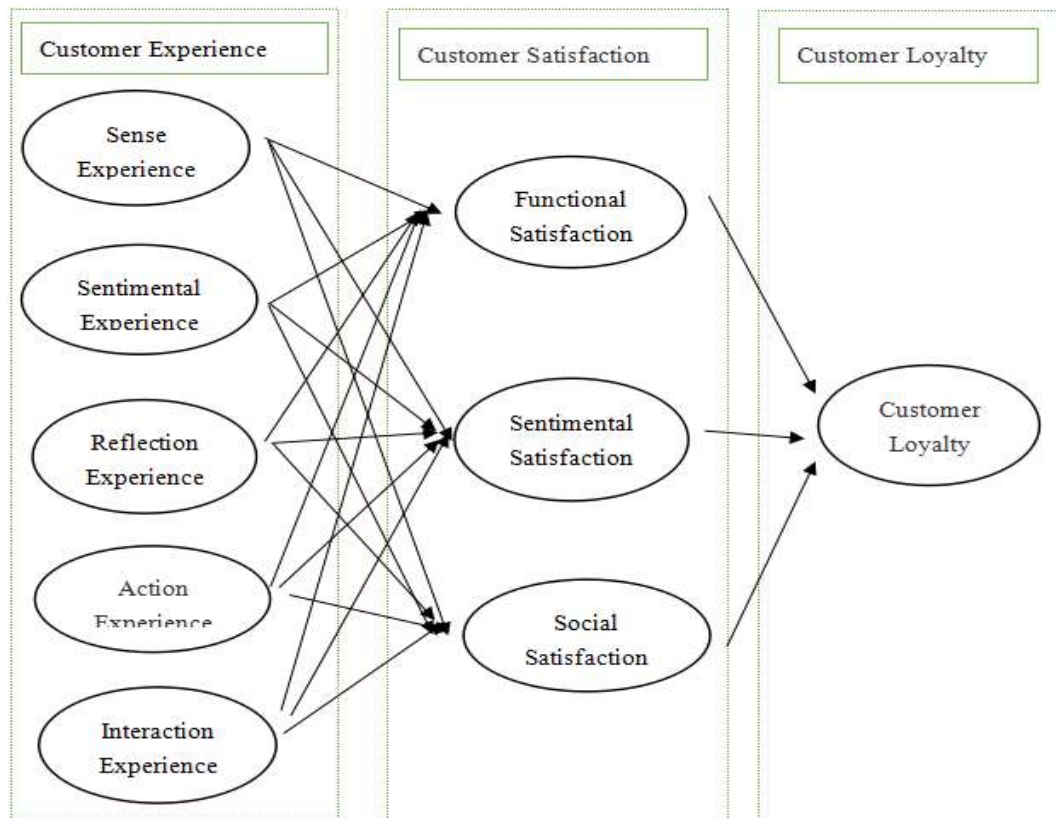 Customer Experience
Customer Satisfaction
Customer Loyalty
Sense
Experience
Functional
Satisfaction
Sentimental
Experience
Reflection
Experience
Sentimental
Satisfaction
Customer
Loyalty
Action
Experience
Social
Satisfaction
Interaction
Experience